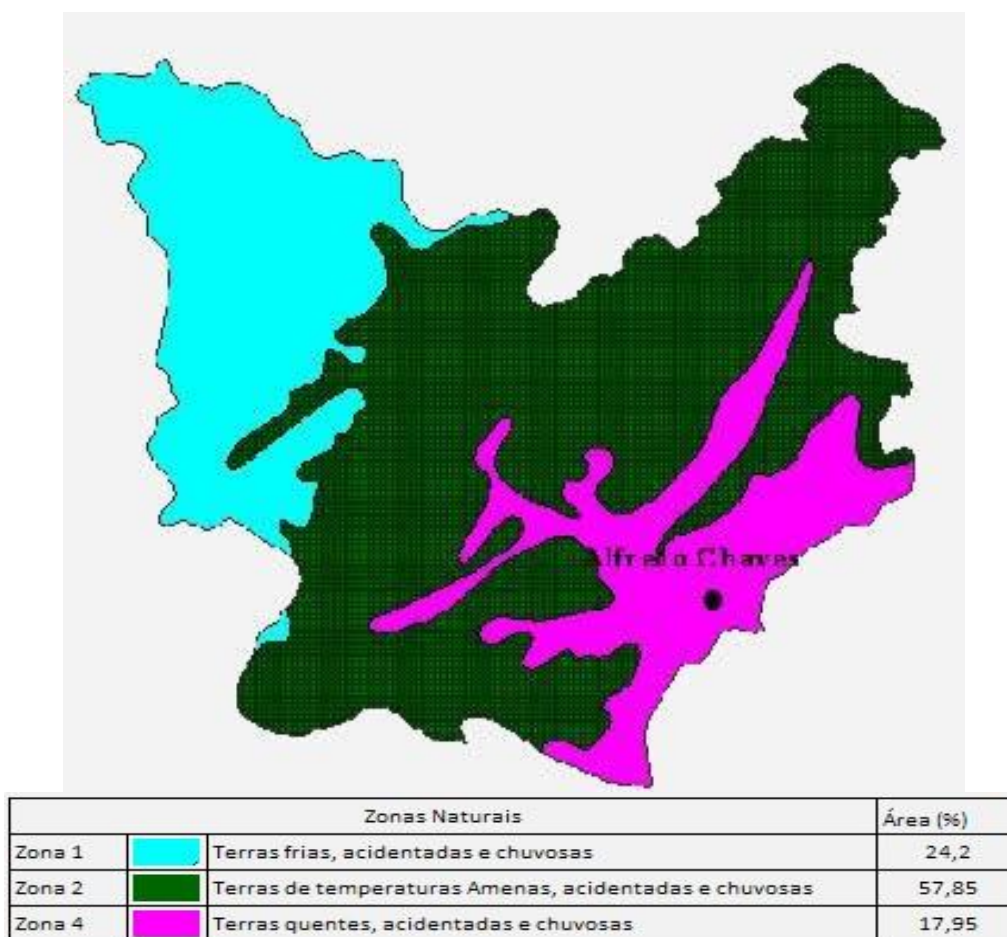 Alfredo Chaves
Zonas Naturais Área (%)
Zona 1 Terras frias, acidentadas e chuvosas 24,2
Zona 2 Terras de temperaturas Amenas, acidentadas e chuvosas 57,85
Zona 4 Terras quentes, acidentadas e chuvosas 17,95